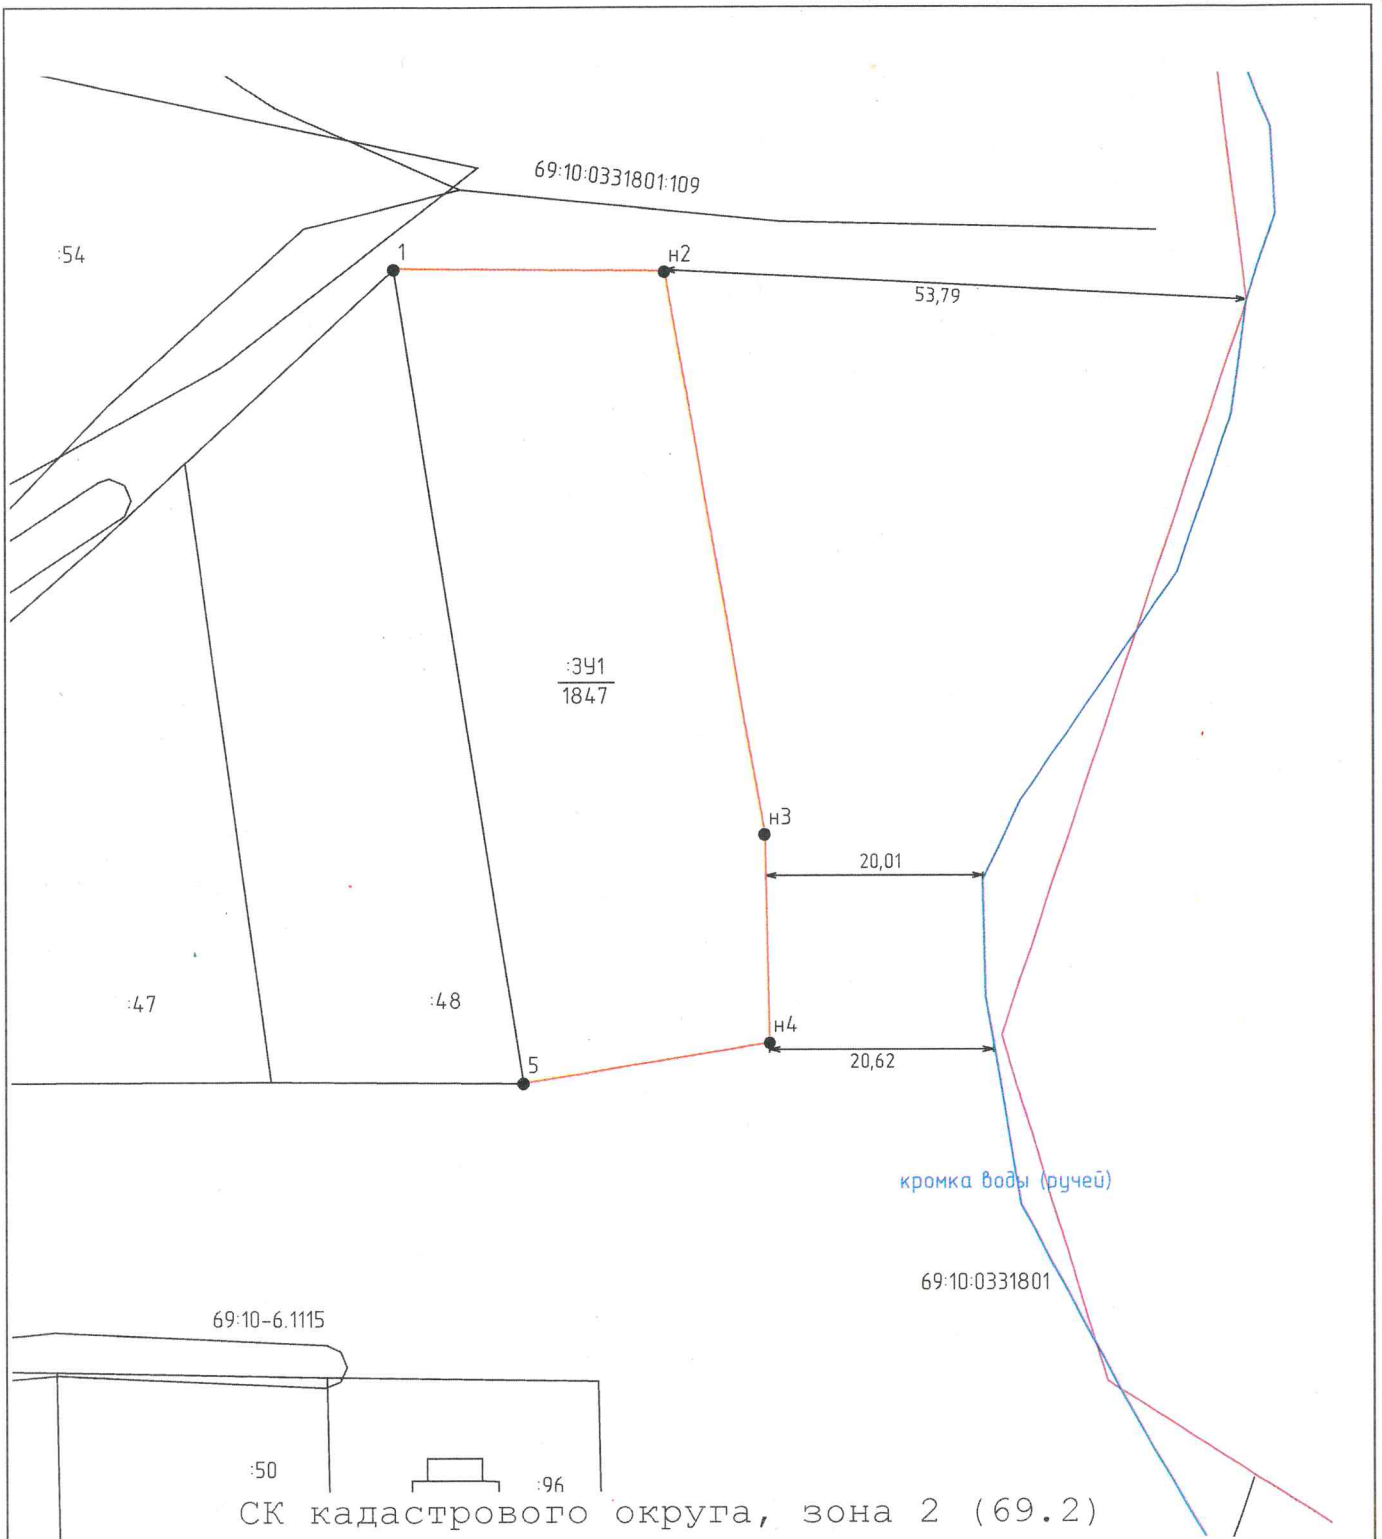 69:10:0331801:109
:54
1
н2
53,79
:ЗУ1
1847
н3
20,01
:47
:48
н4
5
20,62
кромка воды (ручей)
69:10:0331801
69:10-6.1115
:50
:96
СК кадастрового округа, зона 2 (69.2)